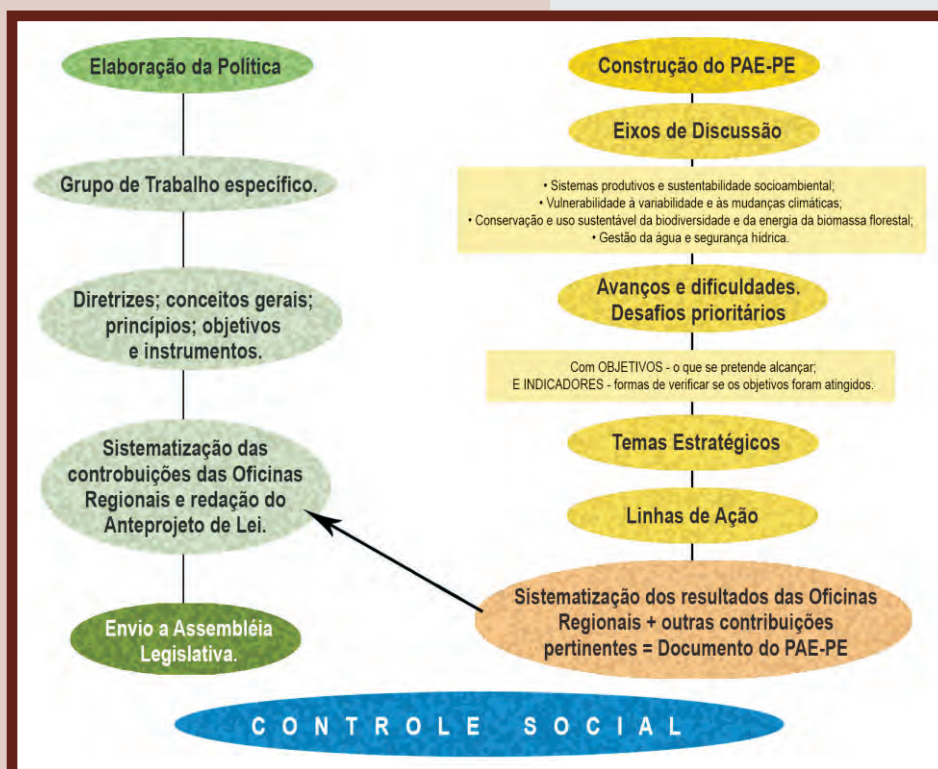 Elaboração da Política
Grupo de Trabalho específico.
Diretrizes; conceitos gerais;
princípios; objetivos
e instrumentos.
Sistematização das
controbuições das Oficinas
Regionais e redação do
Anteprojeto de Lei.
Envio a Assembléia
Legislativa.
Construção do PAE-PE
Eixos de Discussão
• Sistemas produtivos e sustentabilidade socioambiental;
• Vulnerabilidade à variabilidade e às mudanças climáticas;
• Conservação e uso sustentável da biodiversidade e da energia da biomassa florestal;
• Gestão da água e segurança hídrica.
Avanços e dificuldades.
Desafios prioritários
Com OBJETIVOS - o que se pretende alcançar;
E INDICADORES - formas de verificar se os objetivos foram atingidos.
Temas Estratégicos
Linhas de Ação
Sistematização dos resultados das Oficinas
Regionais + outras contribuições
pertinentes = Documento do PAE-PE
CONTROLE SOCIAL